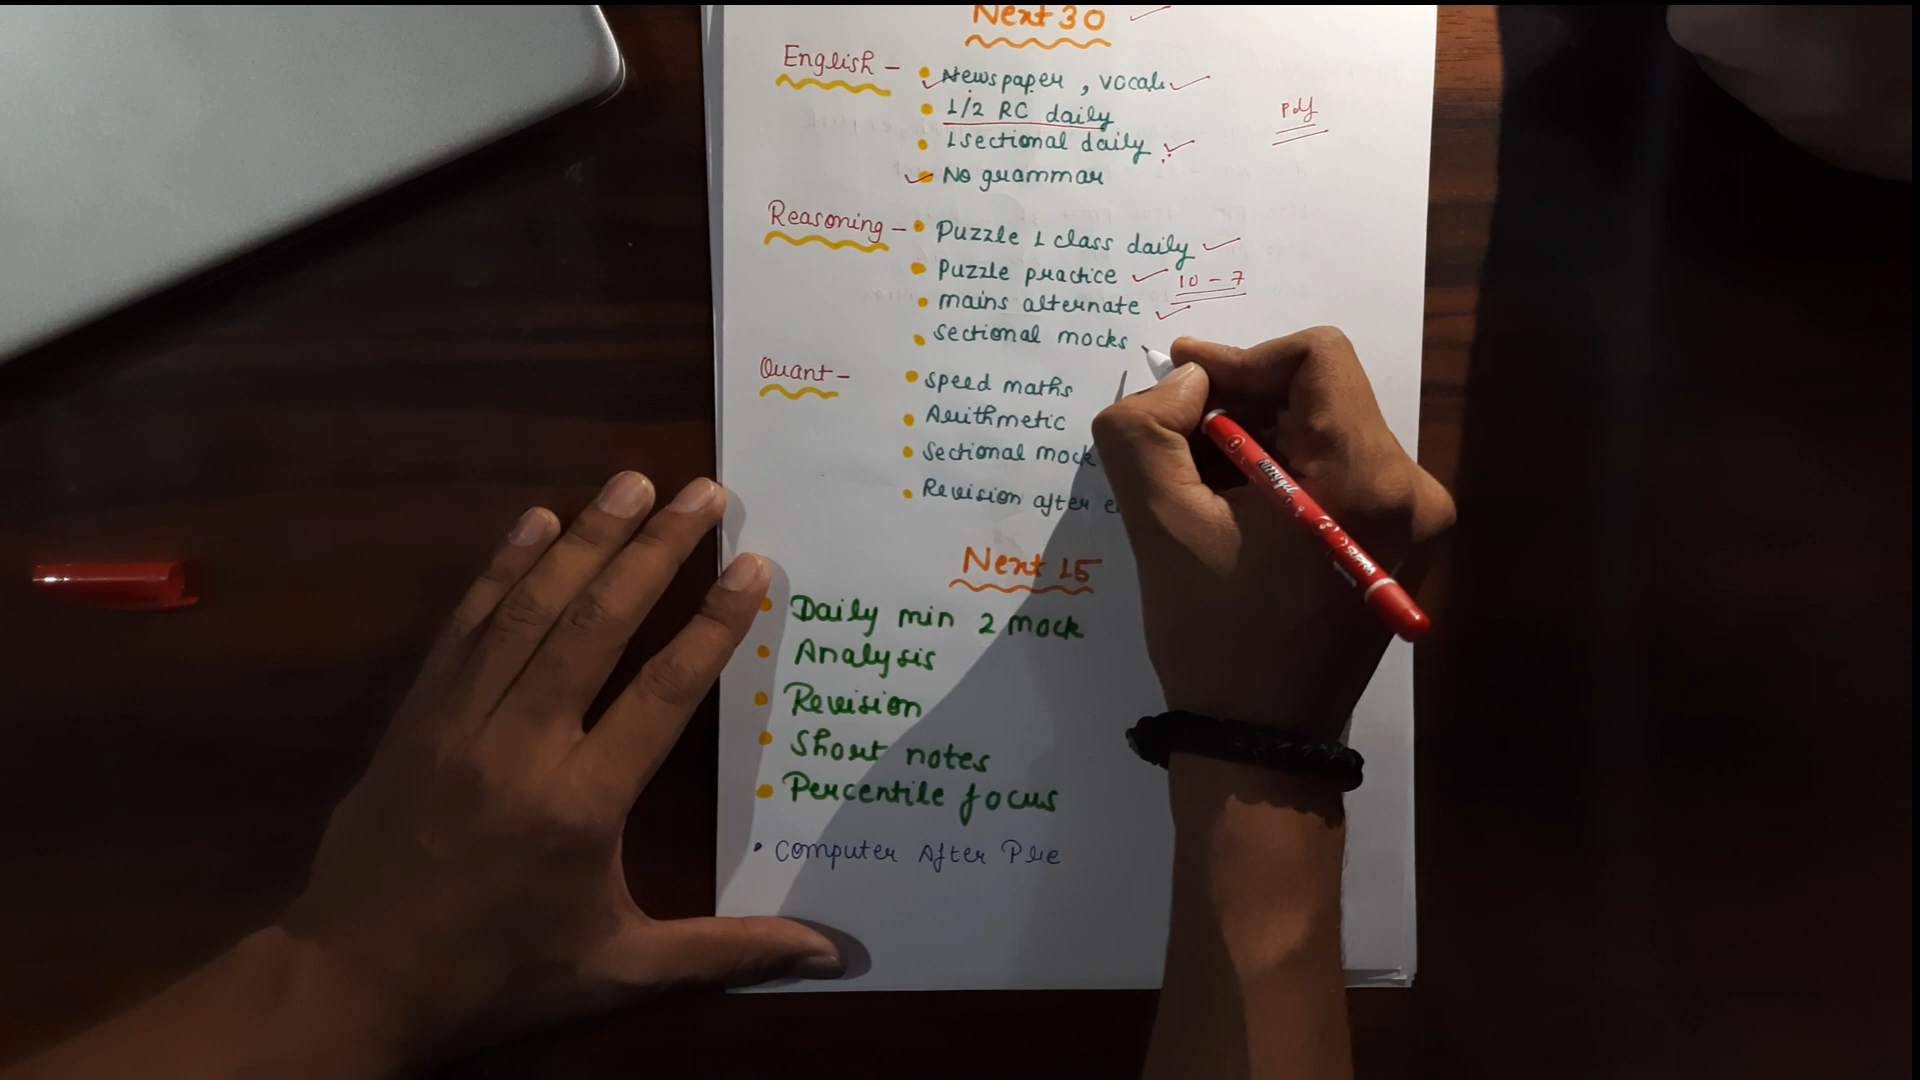 Next 30
English - Newspaper, vocab
1/2 RC daily
pdf
1 sectional daily
No grammar
Reasoning - Puzzle 1 class daily
Puzzle practice 10 - 7
mains alternate
sectional mocks
Quant - speed maths
Arithmetic
Sectional mock
Revision after
Next 15
Daily min 2 mock
Analysis
Revision
Short notes
Percentile focus
Computer After Pre